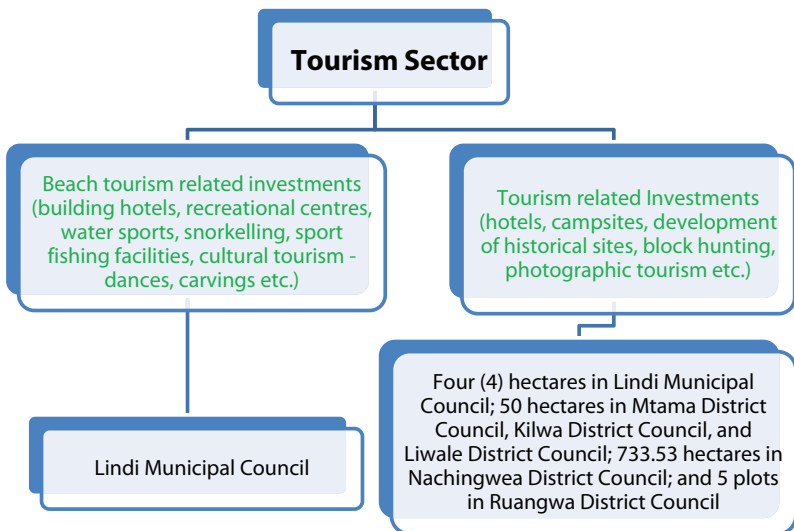 Tourism Sector
Beach tourism related investments
(building hotels, recreational centres,
water sports, snorkelling, sport
fishing facilities, cultural tourism -
dances, carvings etc.)
Tourism related Investments
(hotels, campsites, development
of historical sites, block hunting,
photographic tourism etc.)
Lindi Municipal Council
Four (4) hectares in Lindi Municipal
Council; 50 hectares in Mtama District
Council, Kilwa District Council, and
Liwale District Council; 733.53 hectares in
Nachingwea District Council; and 5 plots
in Ruangwa District Council